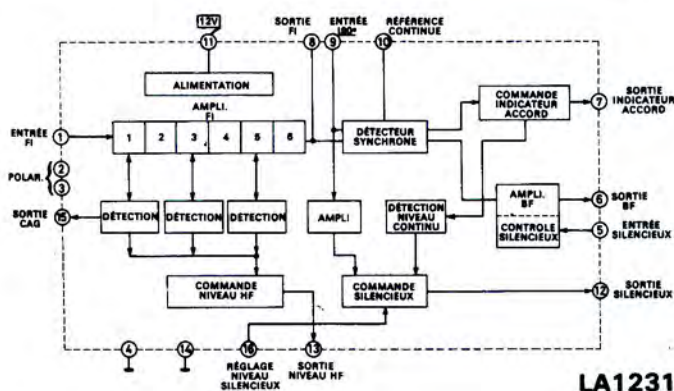 12V
11
SORTIE FI
8
ENTRÉE 180°
9
RÉFÉRENCE CONTINUE
10
ALIMENTATION
AMPLI. FI
ENTRÉE FI
1
1 2 3 4 5 6
DÉTECTEUR SYNCHRONE
COMMANDE INDICATEUR ACCORD
7
SORTIE INDICATEUR ACCORD
POLAR.
2
3
SORTIE CAG
15
DÉTECTION
DÉTECTION
DÉTECTION
AMPLI
DÉTECTION NIVEAU CONTINU
AMPLI. BF
CONTROLE SILENCIEUX
6
SORTIE BF
5
ENTRÉE SILENCIEUX
COMMANDE NIVEAU HF
COMMANDE SILENCIEUX
12
SORTIE SILENCIEUX
4
14
16
RÉGLAGE NIVEAU SILENCIEUX
13
SORTIE NIVEAU HF
LA1231